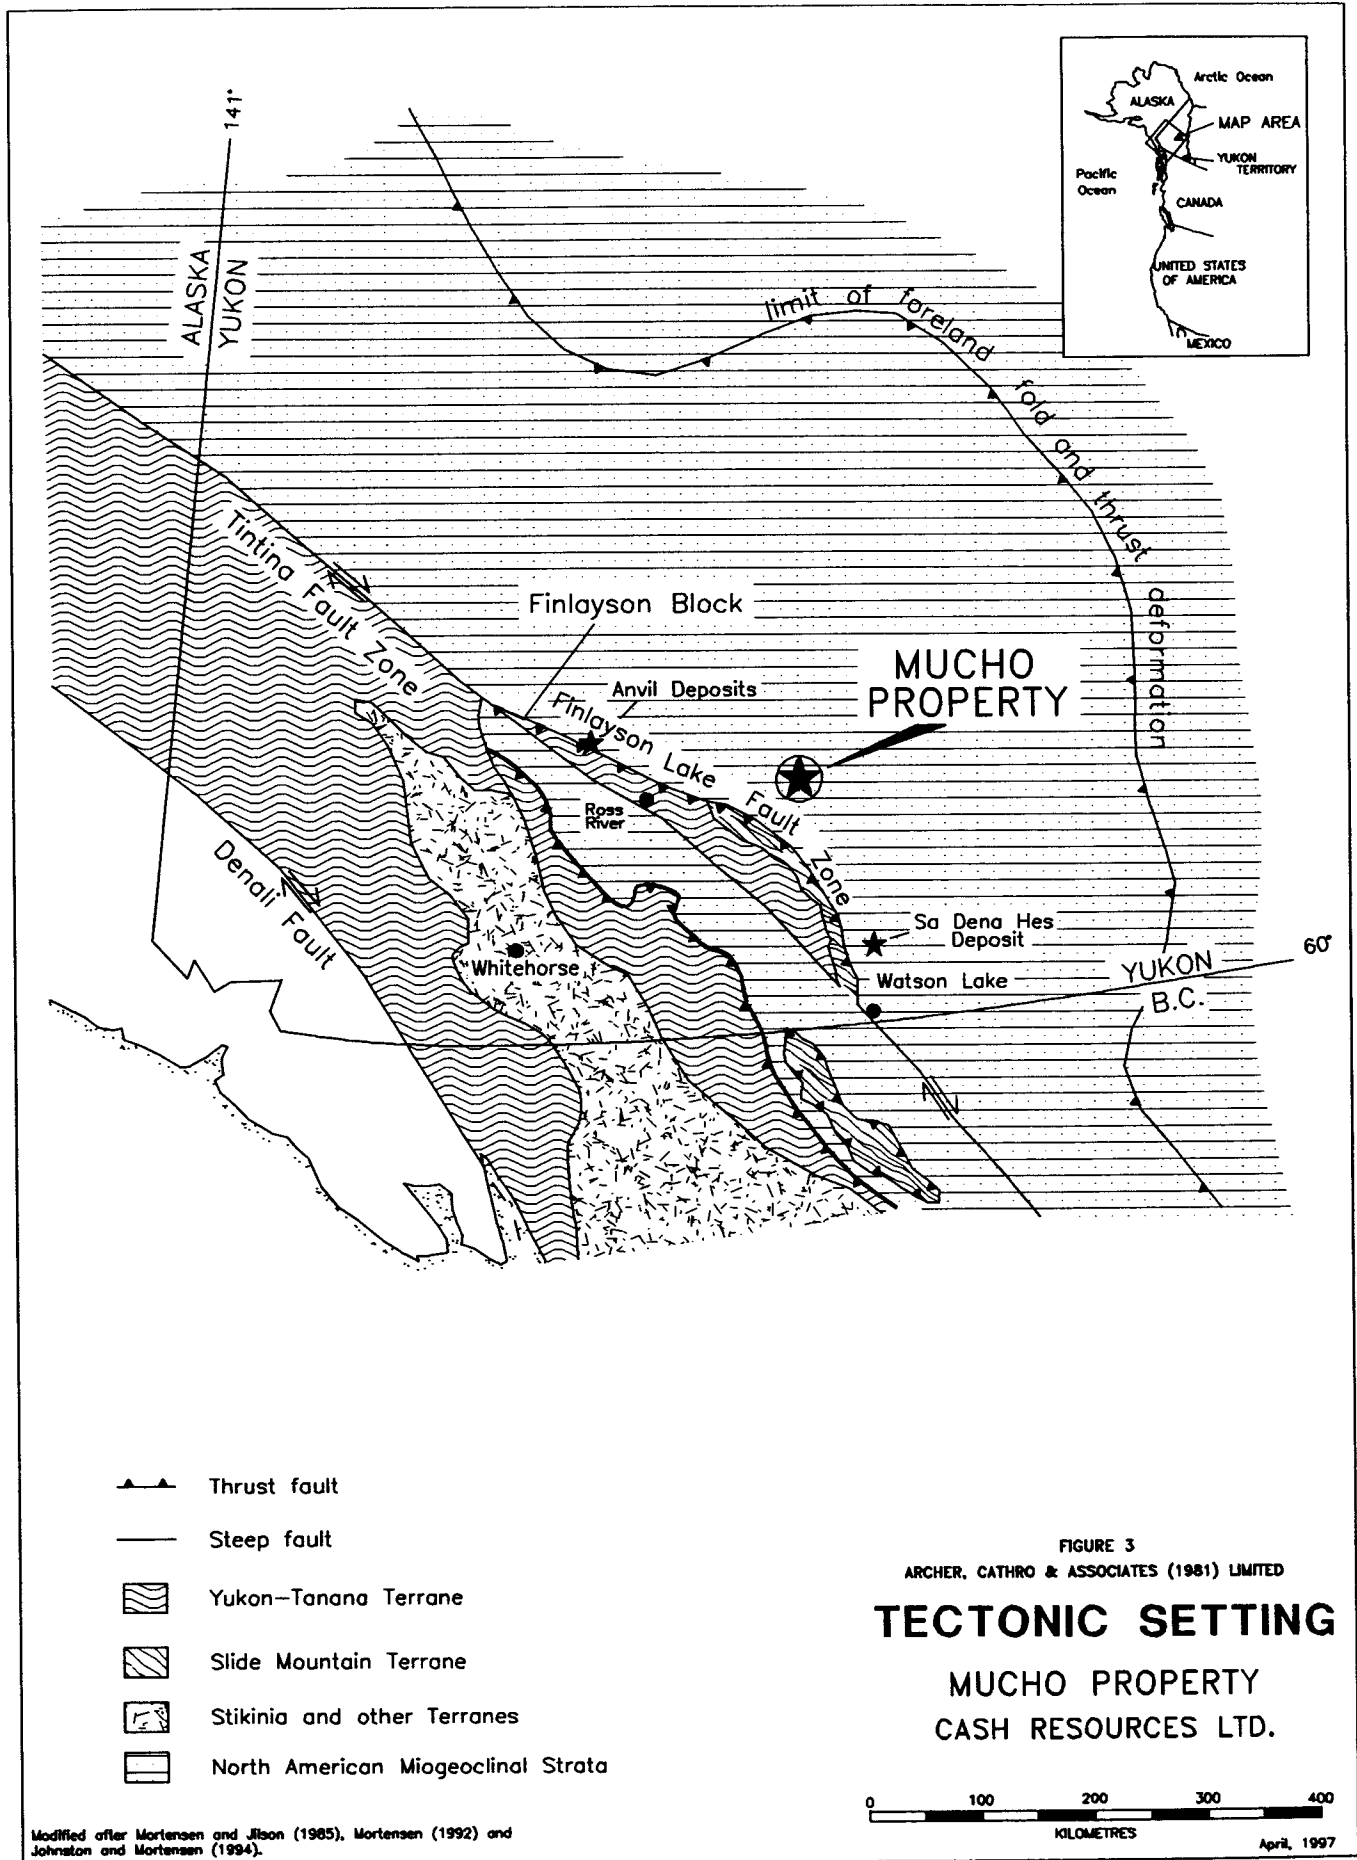 Arctic Ocean
ALASKA
MAP AREA
YUKON
TERRITORY
Pacific
Ocean
CANADA
UNITED STATES
OF AMERICA
MEXICO
141°
ALASKA
YUKON
limit of foreland fold and thrust deformation
Tintina Fault Zone
Finlayson Block
MUCHO
PROPERTY
Anvil Deposits
Finlayson Lake Fault Zone
Ross
River
Denali Fault
Sa Dena Hes
Deposit
60°
Whitehorse
Watson Lake
YUKON
B.C.
Thrust fault
Steep fault
Yukon-Tanana Terrane
Slide Mountain Terrane
Stikinia and other Terranes
North American Miogeoclinal Strata
FIGURE 3
ARCHER, CATHRO & ASSOCIATES (1981) LIMITED
TECTONIC SETTING
MUCHO PROPERTY
CASH RESOURCES LTD.
0 100 200 300 400
KILOMETRES
April, 1997
Modified after Mortensen and Jilson (1985), Mortensen (1992) and
Johnston and Mortensen (1994).